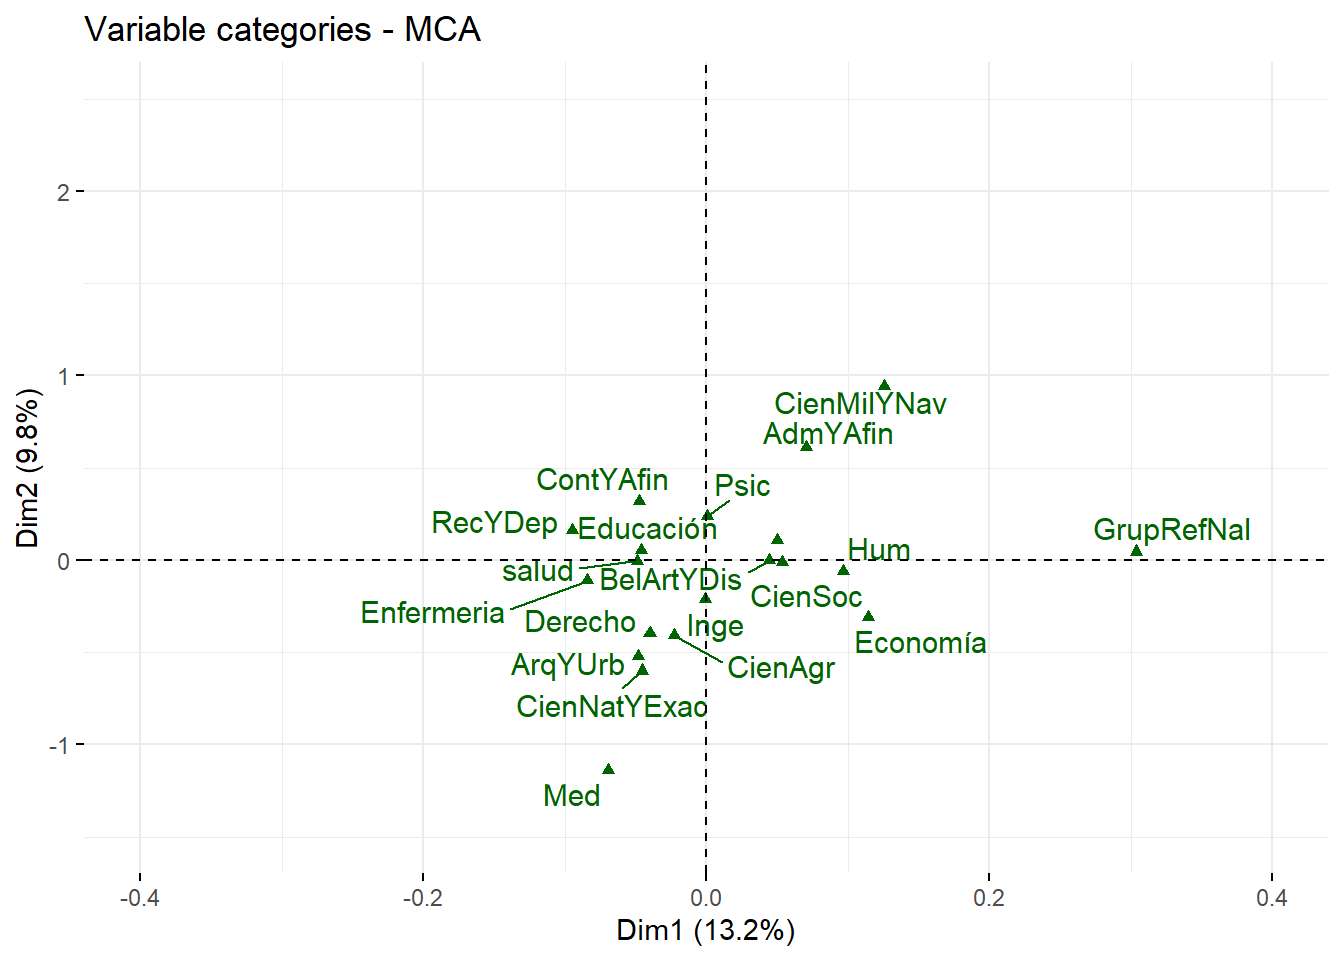 Variable categories - MCA
Dim2 (9.8%)
2
1
0
-1
CienMilYNav
AdmYAfin
ContYAfin
Psic
RecYDep
Educación
GrupRefNal
Hum
salud
BelArtYDis
CienSoc
Enfermeria
Derecho
Inge
Economía
ArqYUrb
CienAgr
CienNatYExac
Med
-0.4
-0.2
0.0
0.2
0.4
Dim1 (13.2%)